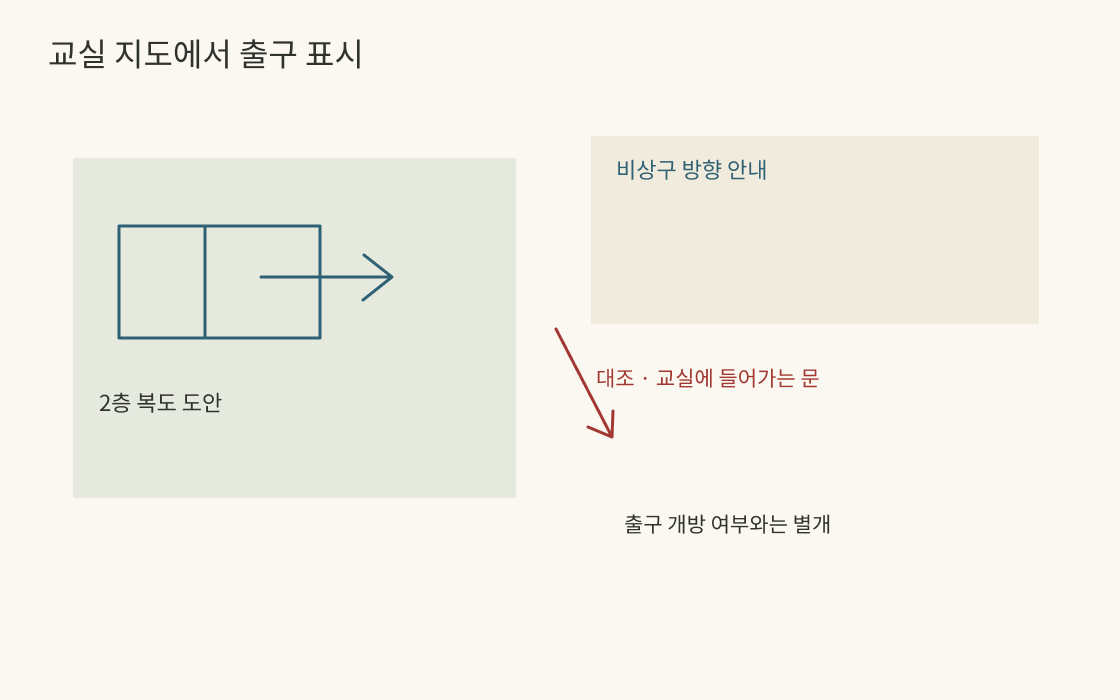 교실 지도에서 출구 표시
비상구 방향 안내
대조 · 교실에 들어가는 문
2층 복도 도안
출구 개방 여부와는 별개